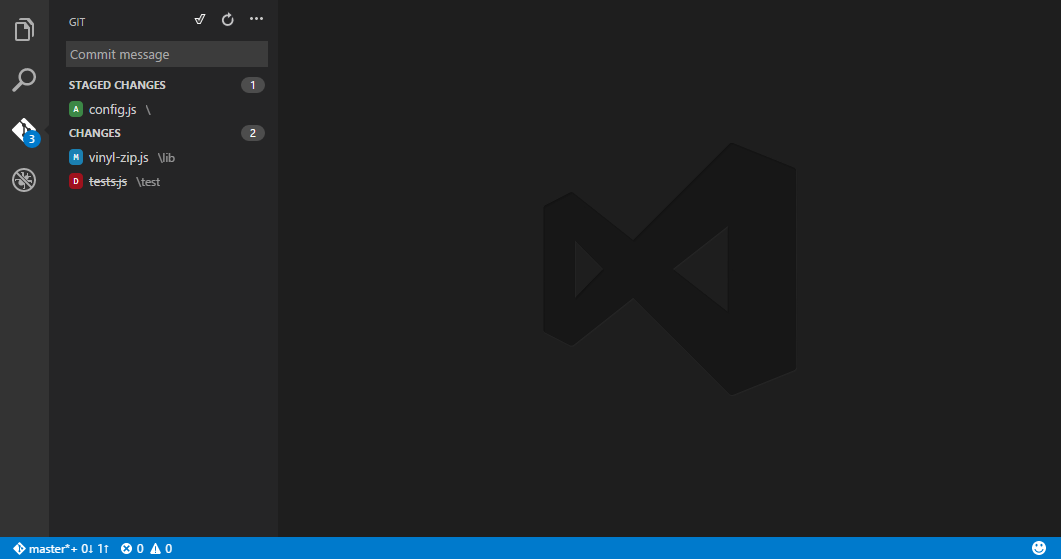 GIT
Commit message
STAGED CHANGES 1
A config.js \
CHANGES 2
M vinyl-zip.js \lib
D tests.js \test
3
master*+ 0↓ 1↑ 0 0